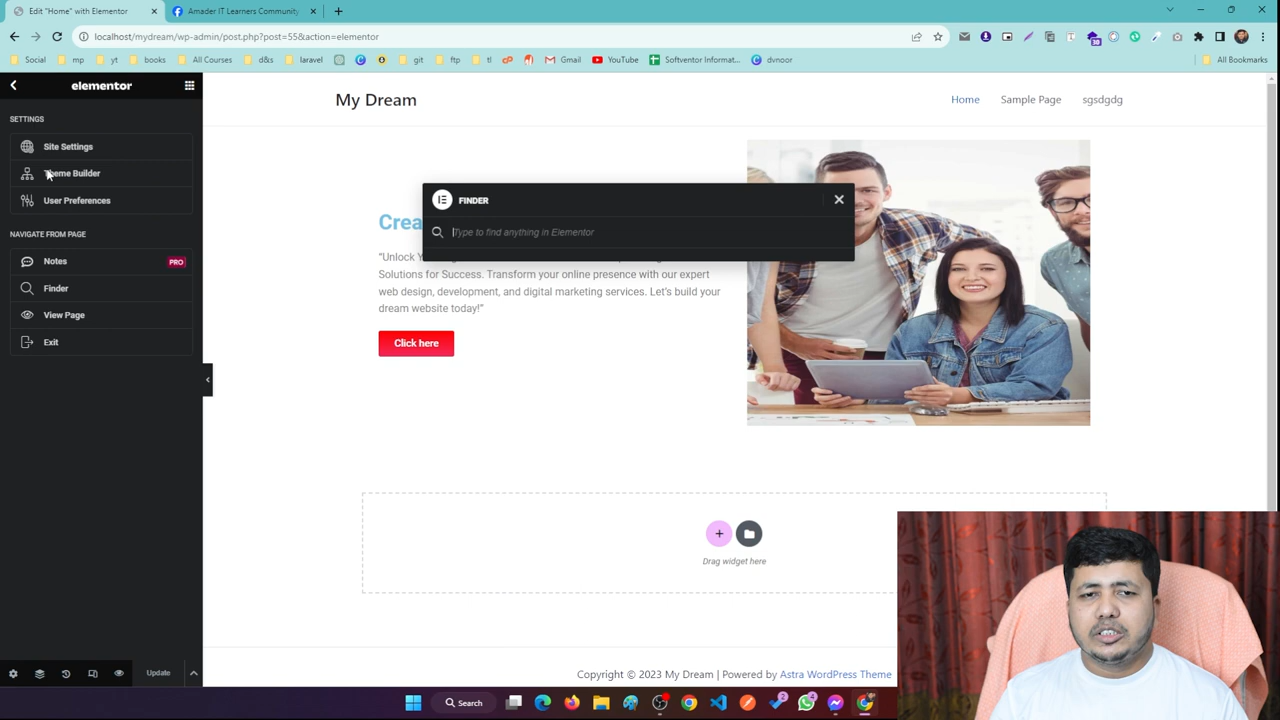 Edit "Home" with Elementor
Amader IT Learners Community
localhost/mydream/wp-admin/post.php?post=55&action=elementor
Social
mp
yt
books
All Courses
d&s
laravel
git
ftp
tl
Gmail
YouTube
Softventor Informat...
dvnoor
All Bookmarks
elementor
SETTINGS
Site Settings
Theme Builder
User Preferences
NAVIGATE FROM PAGE
Notes
PRO
Finder
View Page
Exit
Update
My Dream
Home
Sample Page
sgsdgdg
FINDER
Type to find anything in Elementor
Crea
"Unlock Y
Solutions for Success. Transform your online presence with our expert
web design, development, and digital marketing services. Let's build your
dream website today!"
Click here
Drag widget here
Copyright © 2023 My Dream | Powered by Astra WordPress Theme
Search